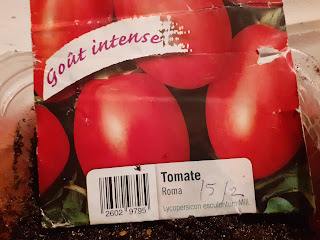 Goût intense
Tomate
Roma 15/2
Lycopersicon esculentum Mill.
2602 9795